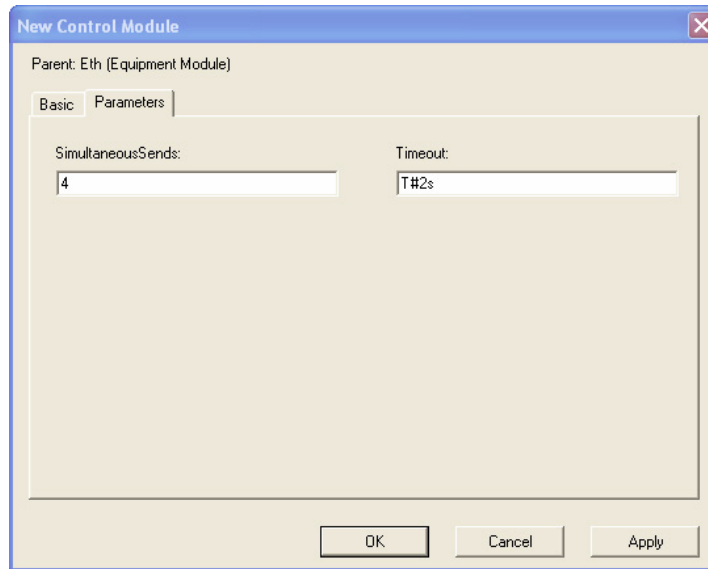 New Control Module
Parent: Eth (Equipment Module)
Basic Parameters
SimultaneousSends: Timeout:
4 T#2s
OK Cancel Apply